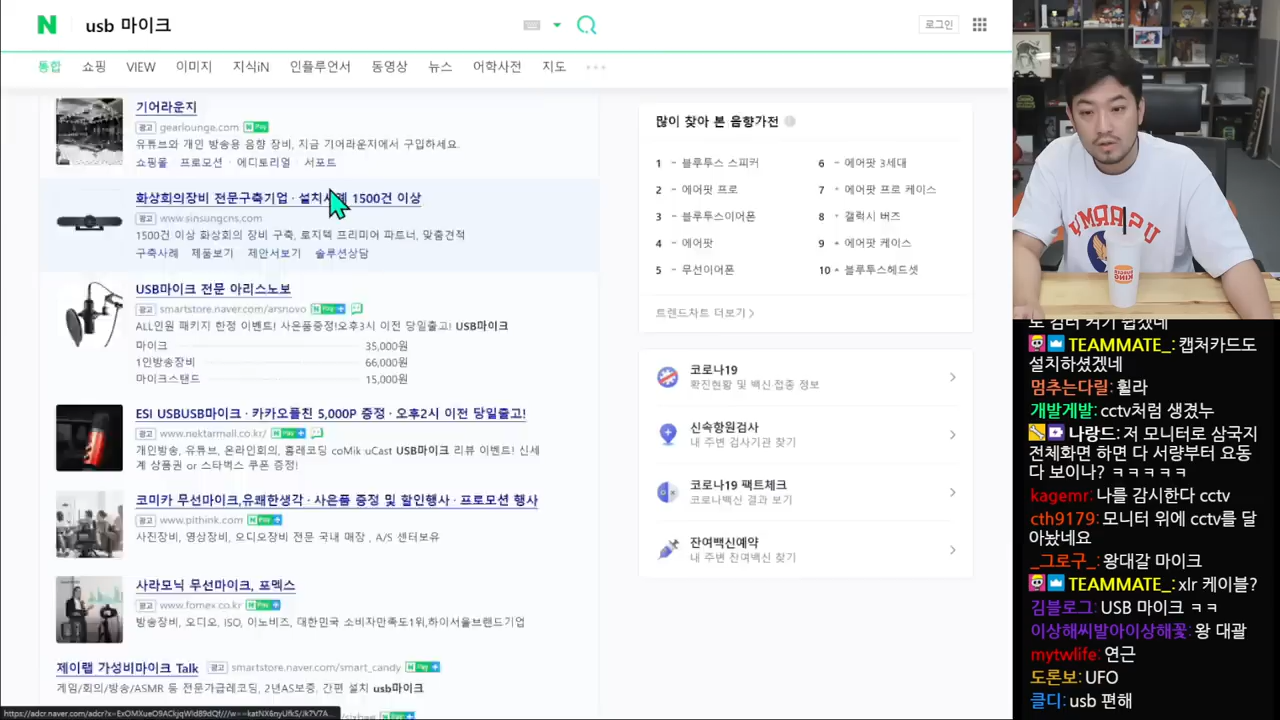 N usb 마이크
로그인
통합 쇼핑 VIEW 이미지 지식iN 인플루언서 동영상 뉴스 어학사전 지도
기어라운지
광고 gearlounge.com N Pay
유튜브와 개인 방송용 음향 장비, 지금 기어라운지에서 구입하세요.
쇼핑몰 · 프로모션 · 에디토리얼 · 서포트
화상회의장비 전문구축기업 · 설치사례 1500건 이상
광고 www.sinsungcns.com
1500건 이상 화상회의 장비 구축, 로지텍 프리미어 파트너, 맞춤견적
구축사례 제품보기 제안서보기 솔루션상담
USB마이크 전문 아리스노보
광고 smartstore.naver.com/arsnovo N Pay +
ALL인원 패키지 한정 이벤트! 사은품증정!오후3시 이전 당일출고! USB마이크
마이크 35,000원
1인방송장비 66,000원
마이크스탠드 15,000원
ESI USBUSB마이크 · 카카오플친 5,000P 증정 · 오후2시 이전 당일출고!
광고 www.nektarmall.co.kr/ N Pay +
개인방송, 유튜브, 온라인회의, 홈레코딩 coMik uCast USB마이크 리뷰 이벤트! 신세
계 상품권 or 스타벅스 쿠폰 증정!
코미카 무선마이크,유쾌한생각 · 사은품 증정 및 할인행사 · 프로모션 행사
광고 www.pithink.com N Pay +
사진장비, 영상장비, 오디오장비 전문 국내 매장 , A/S 센터보유
사라모닉 무선마이크, 포멕스
광고 www.fomex.co.kr N Pay +
방송장비, 오디오, ISO, 이노비즈, 대한민국 소비자만족도1위,하이서울브랜드기업
제이랩 가성비마이크 Talk 광고 smartstore.naver.com/smart_candy N Pay +
게임/회의/방송/ASMR 등 전문가급레코딩, 2년AS보증, 간편 설치 usb마이크
많이 찾아 본 음향가전
1 - 블루투스 스피커
2 - 에어팟 프로
3 - 블루투스이어폰
4 - 에어팟
5 - 무선이어폰
6 - 에어팟 3세대
7 에어팟 프로 케이스
8 갤럭시 버즈
9 에어팟 케이스
10 블루투스헤드셋
트렌드차트 더보기 >
코로나19
확진현황 및 백신 접종 정보
신속항원검사
내 주변 검사기관 찾기
코로나19 팩트체크
코로나백신 결과 보기
잔여백신예약
내 주변 잔여백신 찾기
BURGER KING
TEAMMATE_: 캡처카드도
설치하셨겠네
멈추는다릴: 휠라
개발게발: cctv처럼 생겼누
나랑드: 저 모니터로 삼국지
전체화면 하면 다 서량부터 요동
다 보이나? ㅋㅋㅋㅋㅋ
kagemr: 나를 감시한다 cctv
cth9179: 모니터 위에 cctv를 달
아놨네요
_그로구_: 왕대갈 마이크
TEAMMATE_: xlr 케이블?
김블로그: USB 마이크 ㅋㅋ
이상해씨발아이상해꽃: 왕 대괄
mytwlife: 연근
도론보: UFO
클디: usb 편해